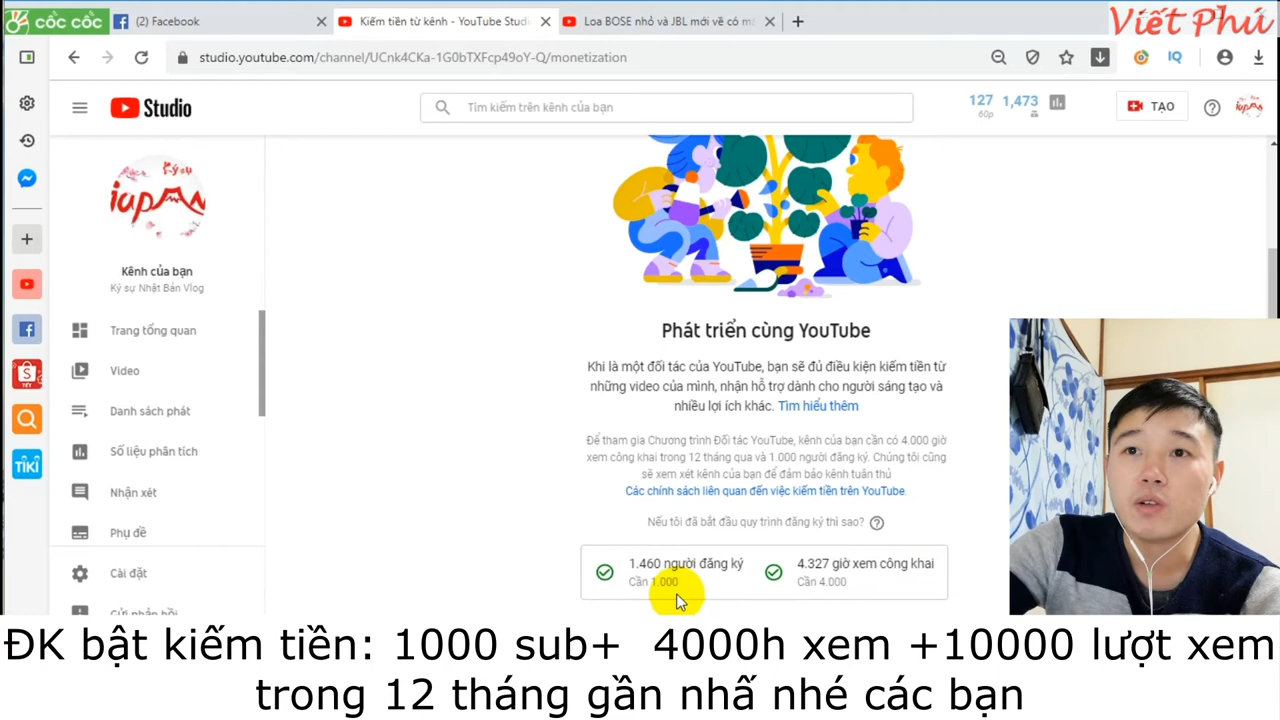 cốc cốc
(2) Facebook
Kiếm tiền từ kênh - YouTube Stud
Loa BOSE nhỏ và JBL mới về có m
Viết Phú
studio.youtube.com/channel/UCnk4CKa-1G0bTXFcp49oY-Q/monetization
IQ
Studio
Tìm kiếm trên kênh của bạn
127
60p
1,473
TẠO
Kênh của bạn
Ký sự Nhật Bản Vlog
Trang tổng quan
Video
Danh sách phát
Số liệu phân tích
Nhận xét
Phụ đề
Cài đặt
Gửi phản hồi
TẾT
TIKI
Phát triển cùng YouTube
Khi là một đối tác của YouTube, bạn sẽ đủ điều kiện kiếm tiền từ
những video của mình, nhận hỗ trợ dành cho người sáng tạo và
nhiều lợi ích khác. Tìm hiểu thêm
Để tham gia Chương trình Đối tác YouTube, kênh của bạn cần có 4.000 giờ
xem công khai trong 12 tháng qua và 1.000 người đăng ký. Chúng tôi cũng
sẽ xem xét kênh của bạn để đảm bảo kênh tuân thủ
Các chính sách liên quan đến việc kiếm tiền trên YouTube.
Nếu tôi đã bắt đầu quy trình đăng ký thì sao?
1.460 người đăng ký
Cần 1.000
4.327 giờ xem công khai
Cần 4.000
ĐK bật kiếm tiền: 1000 sub+ 4000h xem +10000 lượt xem
trong 12 tháng gần nhấ nhé các bạn